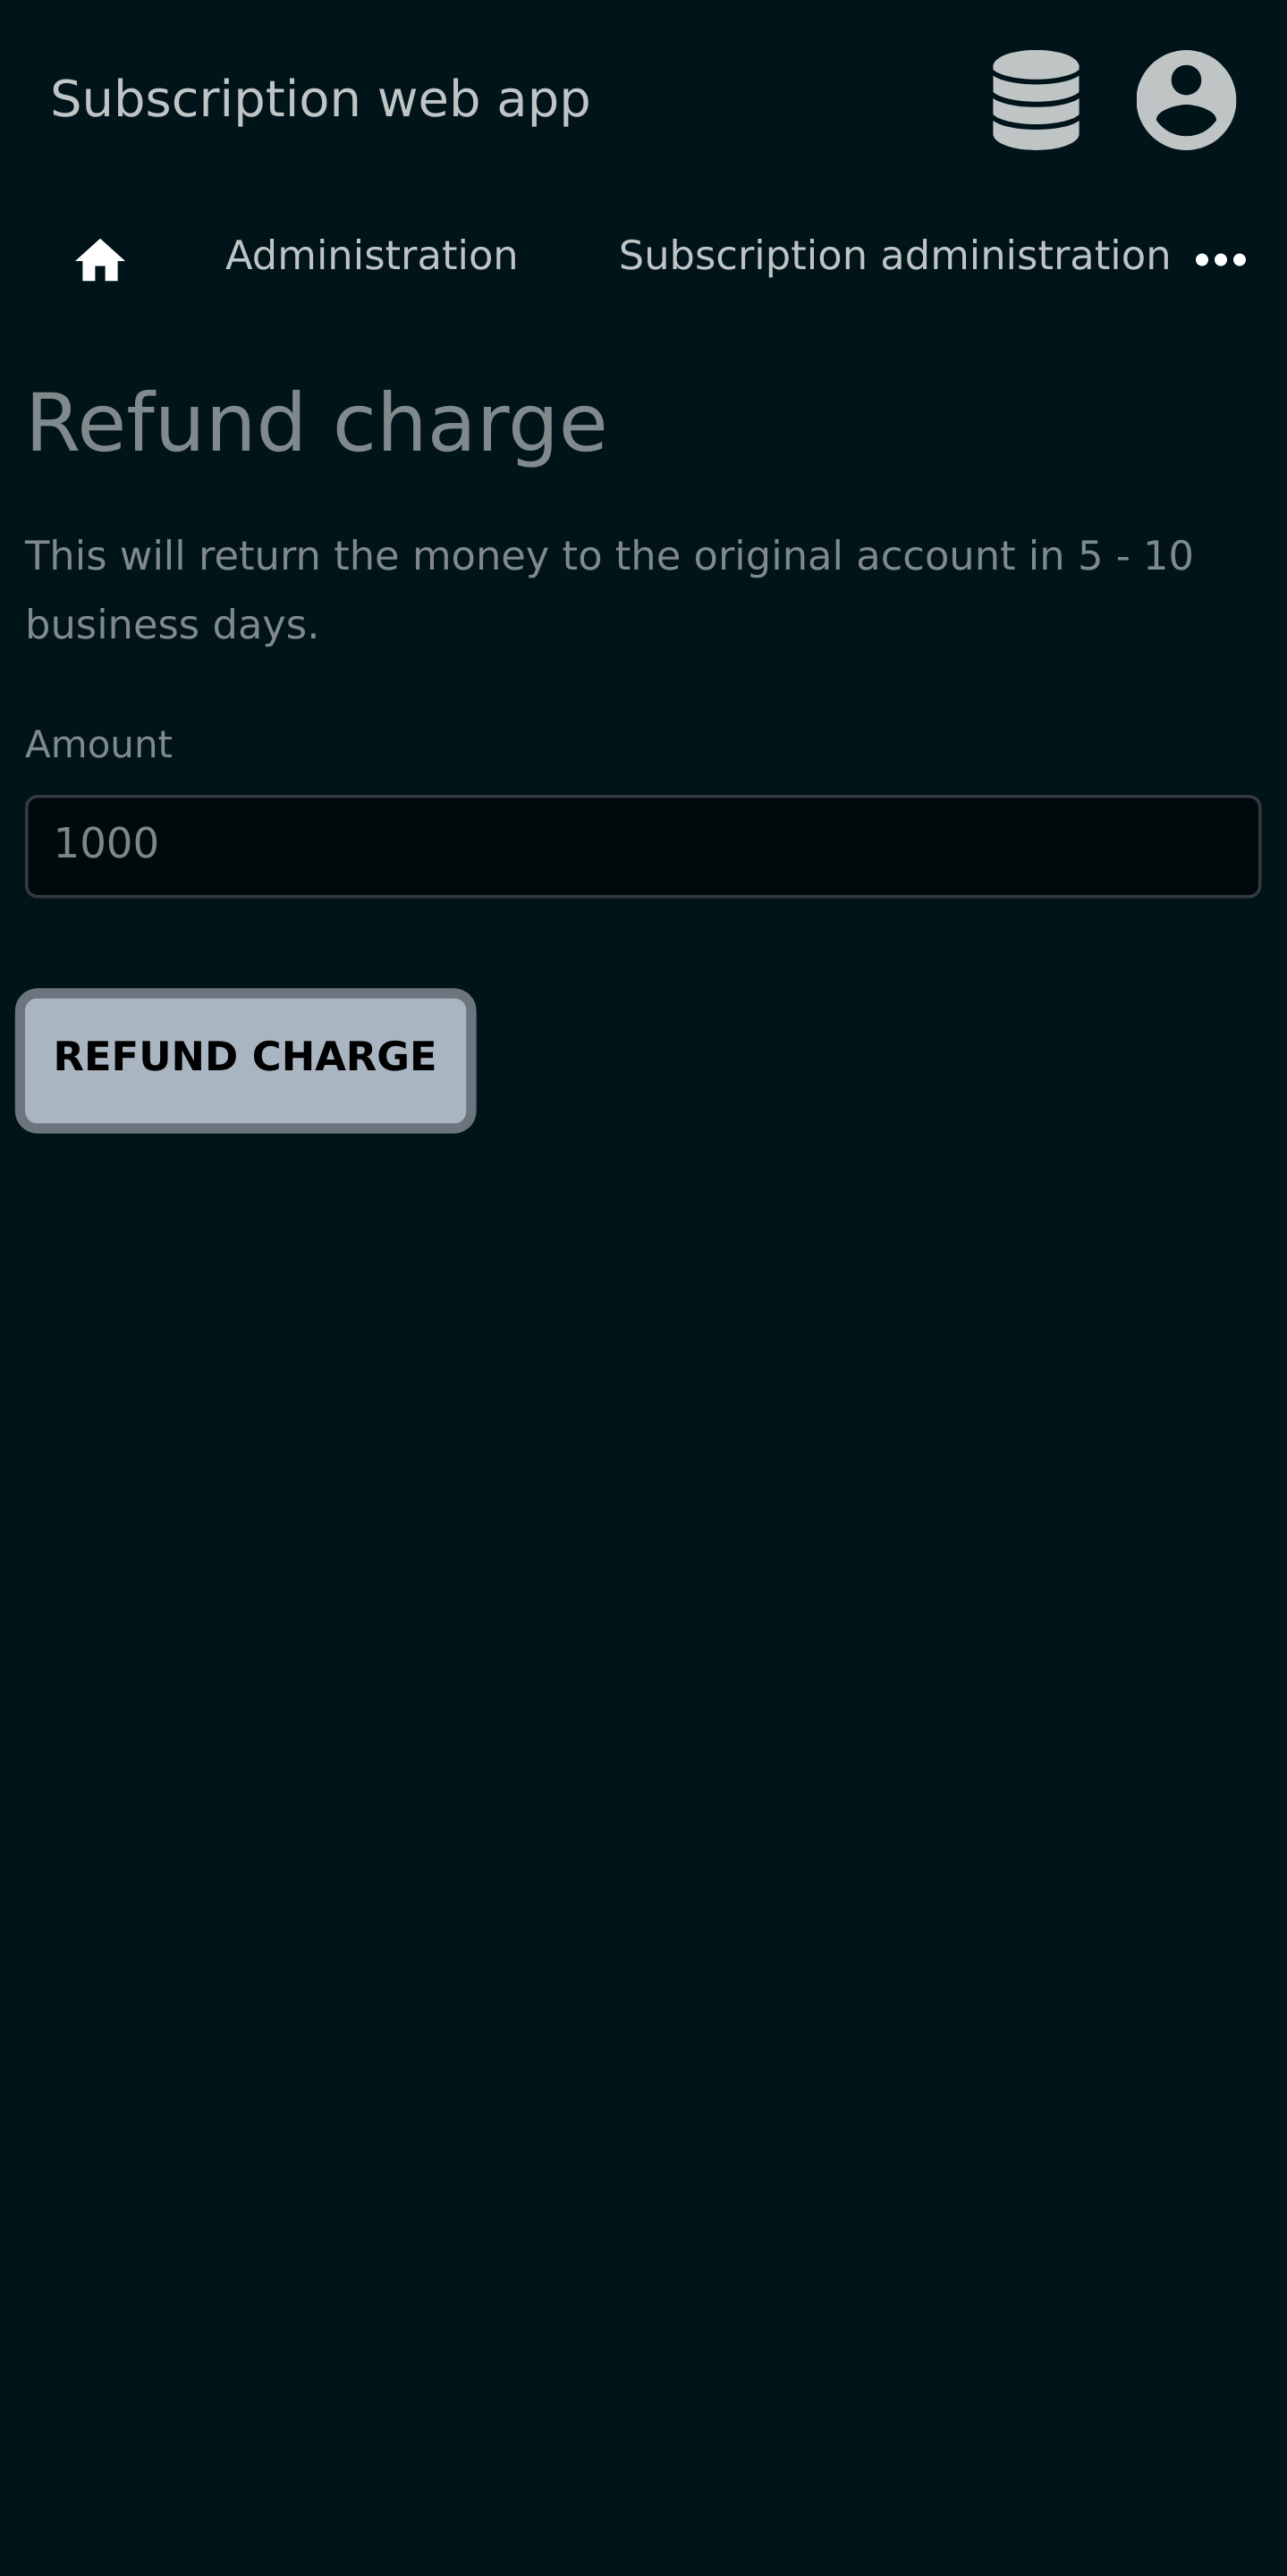 Subscription web app
Administration
Subscription administration
Refund charge
This will return the money to the original account in 5 - 10
business days.
Amount
1000
REFUND CHARGE